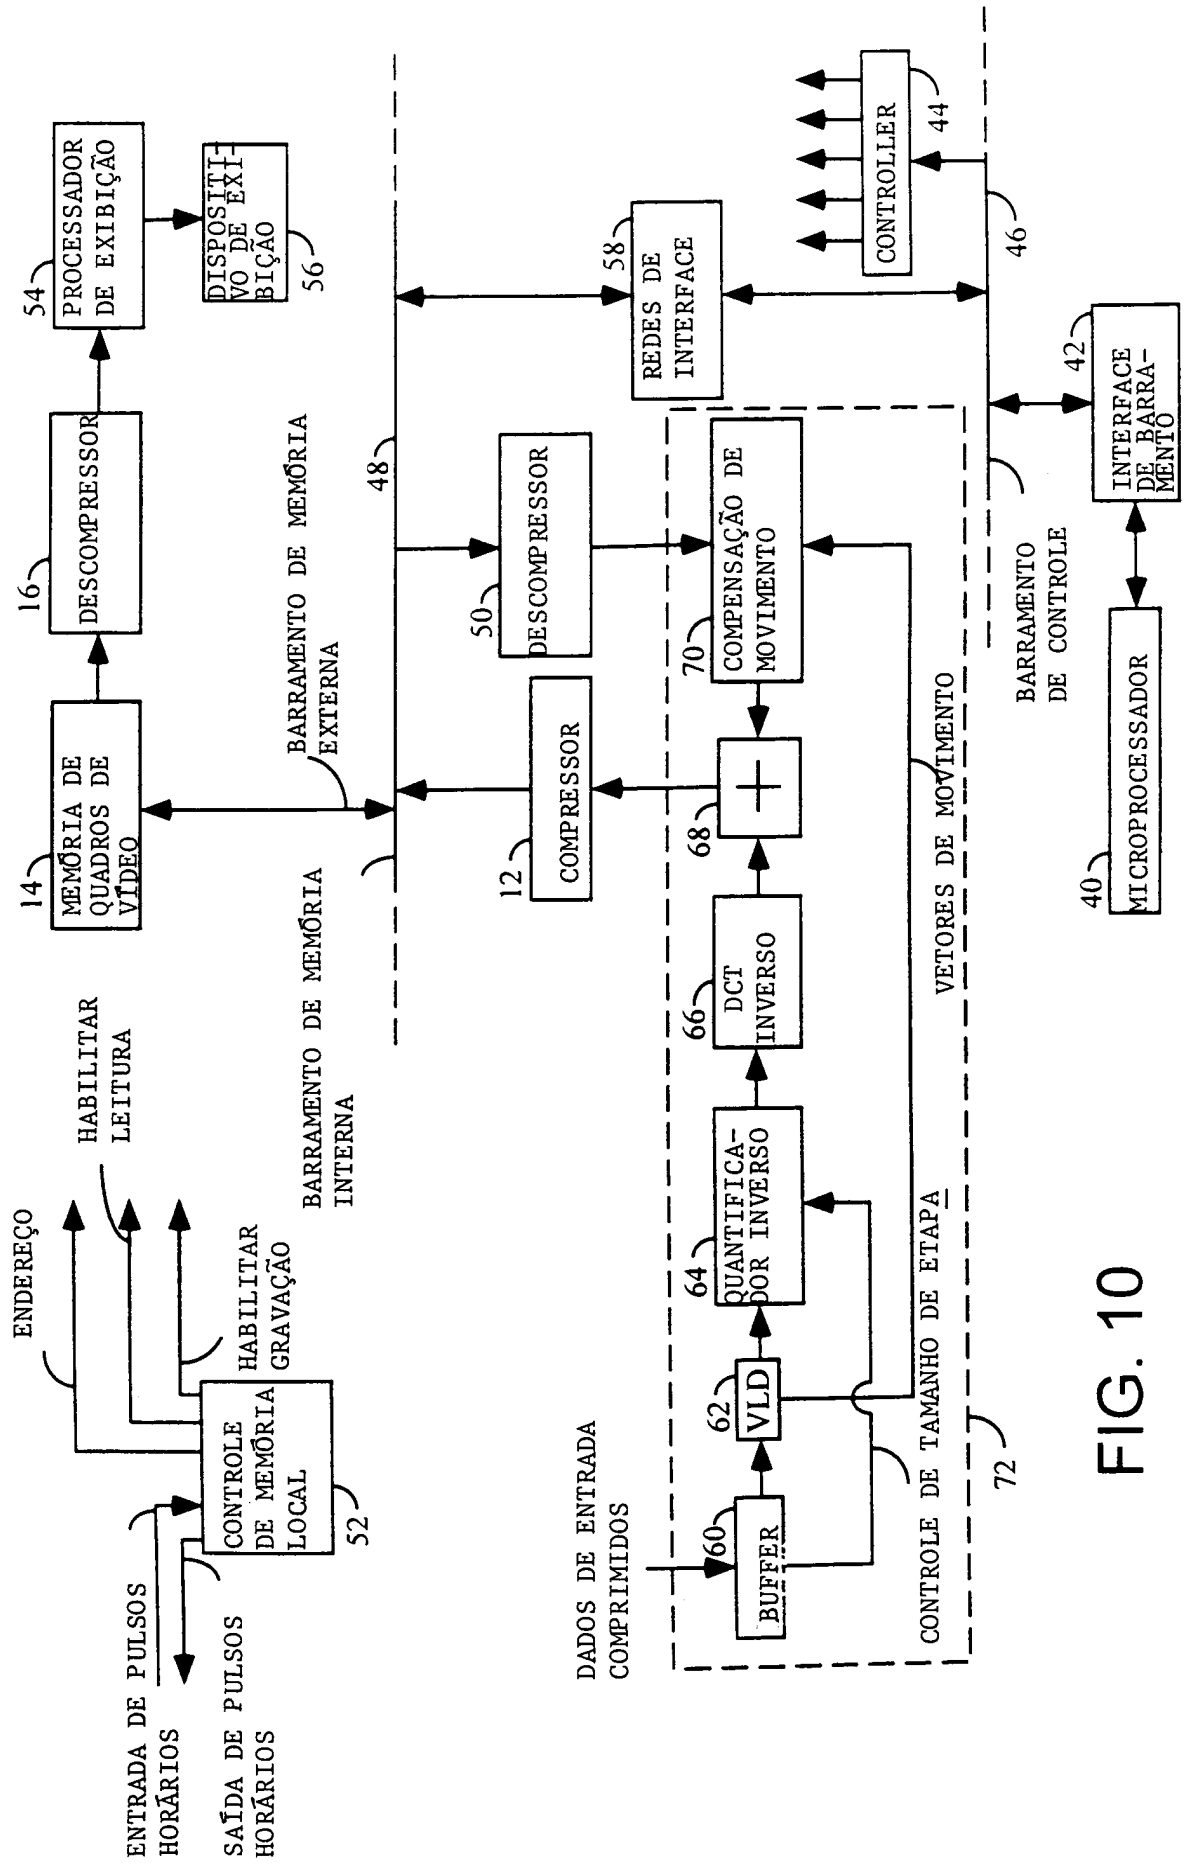 ENTRADA DE PULSOS
HORÁRIOS
SAÍDA DE PULSOS
HORÁRIOS
ENDEREÇO
HABILITAR
LEITURA
HABILITAR
GRAVAÇÃO
CONTROLE
DE MEMÓRIA
LOCAL
52
14
MEMÓRIA DE
QUADROS DE
VÍDEO
16
DESCOMPRESSOR
54
PROCESSADOR
DE EXIBIÇÃO
DISPOSITI-
VO DE EXI-
BIÇÃO
56
BARRAMENTO DE MEMÓRIA
EXTERNA
BARRAMENTO DE MEMÓRIA
INTERNA
48
12
COMPRESSOR
50
DESCOMPRESSOR
58
REDES DE
INTERFACE
DADOS DE ENTRADA
COMPRIMIDOS
60
BUFFER
62
VLD
64
QUANTIFICA-
DOR INVERSO
66
DCT
INVERSO
68
+
70
COMPENSAÇÃO DE
MOVIMENTO
CONTROLE DE TAMANHO DE ETAPA
VETORES DE MOVIMENTO
72
CONTROLLER
44
46
BARRAMENTO
DE CONTROLE
40
MICROPROCESSADOR
42
INTERFACE
DE BARRA-
MENTO
FIG. 10